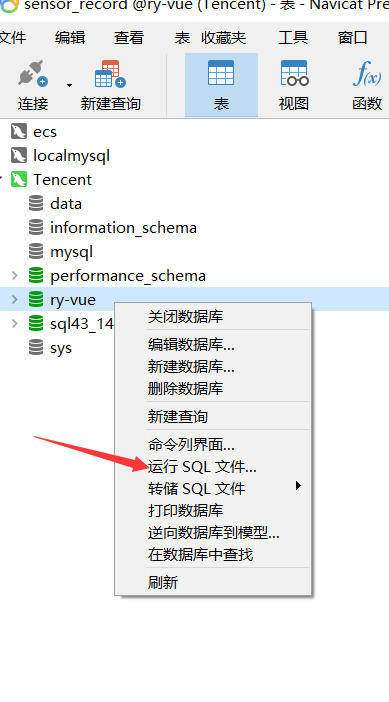 sensor_record @ry-vue (Tencent) - 表 - Navicat Pre
文件 编辑 查看 表 收藏夹 工具 窗口
连接 新建查询 表 视图 f(x) 函数
ecs
localmysql
Tencent
data
information_schema
mysql
performance_schema
ry-vue
sql43_14
sys
关闭数据库
编辑数据库...
新建数据库...
删除数据库
新建查询
命令列界面...
运行 SQL 文件...
转储 SQL 文件
打印数据库
逆向数据库到模型...
在数据库中查找
刷新